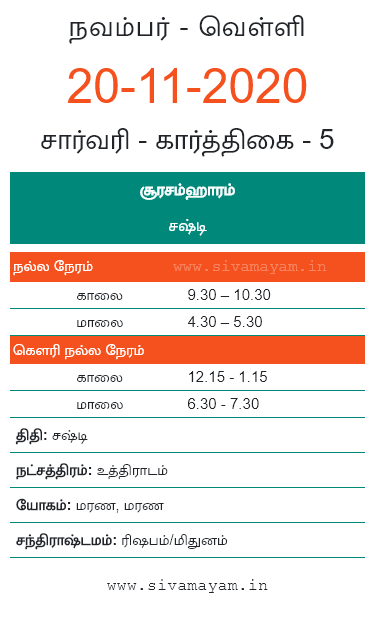 நவம்பர் - வெள்ளி
20-11-2020
சார்வரி - கார்த்திகை - 5
சூரசம்ஹாரம்
சஷ்டி
நல்ல நேரம் www.sivamayam.in
காலை 9.30 – 10.30
மாலை 4.30 – 5.30
கௌரி நல்ல நேரம்
காலை 12.15 - 1.15
மாலை 6.30 - 7.30
திதி: சஷ்டி
நட்சத்திரம்: உத்திராடம்
யோகம்: மரண, மரண
சந்திராஷ்டமம்: ரிஷபம்/மிதுனம்
www.sivamayam.in